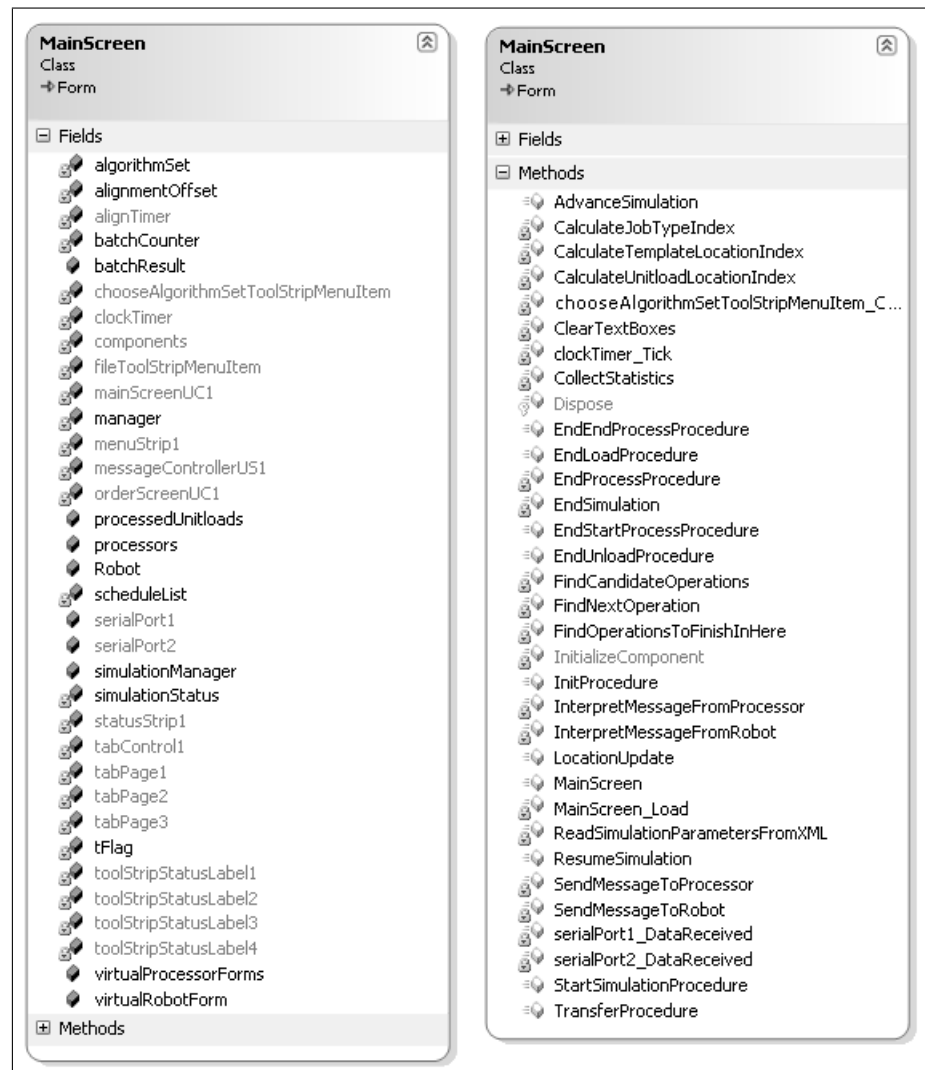 MainScreen
Class
Form
Fields
algorithmSet
alignmentOffset
alignTimer
batchCounter
batchResult
chooseAlgorithmSetToolStripMenuItem
clockTimer
components
fileToolStripMenuItem
mainScreenUC1
manager
menuStrip1
messageControllerUS1
orderScreenUC1
processedUnitloads
processors
Robot
scheduleList
serialPort1
serialPort2
simulationManager
simulationStatus
statusStrip1
tabControl1
tabPage1
tabPage2
tabPage3
tFlag
toolStripStatusLabel1
toolStripStatusLabel2
toolStripStatusLabel3
toolStripStatusLabel4
virtualProcessorForms
virtualRobotForm
Methods
MainScreen
Class
Form
Fields
Methods
AdvanceSimulation
CalculateJobTypeIndex
CalculateTemplateLocationIndex
CalculateUnitloadLocationIndex
chooseAlgorithmSetToolStripMenuItem_C...
ClearTextBoxes
clockTimer_Tick
CollectStatistics
Dispose
EndEndProcessProcedure
EndLoadProcedure
EndProcessProcedure
EndSimulation
EndStartProcessProcedure
EndUnloadProcedure
FindCandidateOperations
FindNextOperation
FindOperationsToFinishInHere
InitializeComponent
InitProcedure
InterpretMessageFromProcessor
InterpretMessageFromRobot
LocationUpdate
MainScreen
MainScreen_Load
ReadSimulationParametersFromXML
ResumeSimulation
SendMessageToProcessor
SendMessageToRobot
serialPort1_DataReceived
serialPort2_DataReceived
StartSimulationProcedure
TransferProcedure